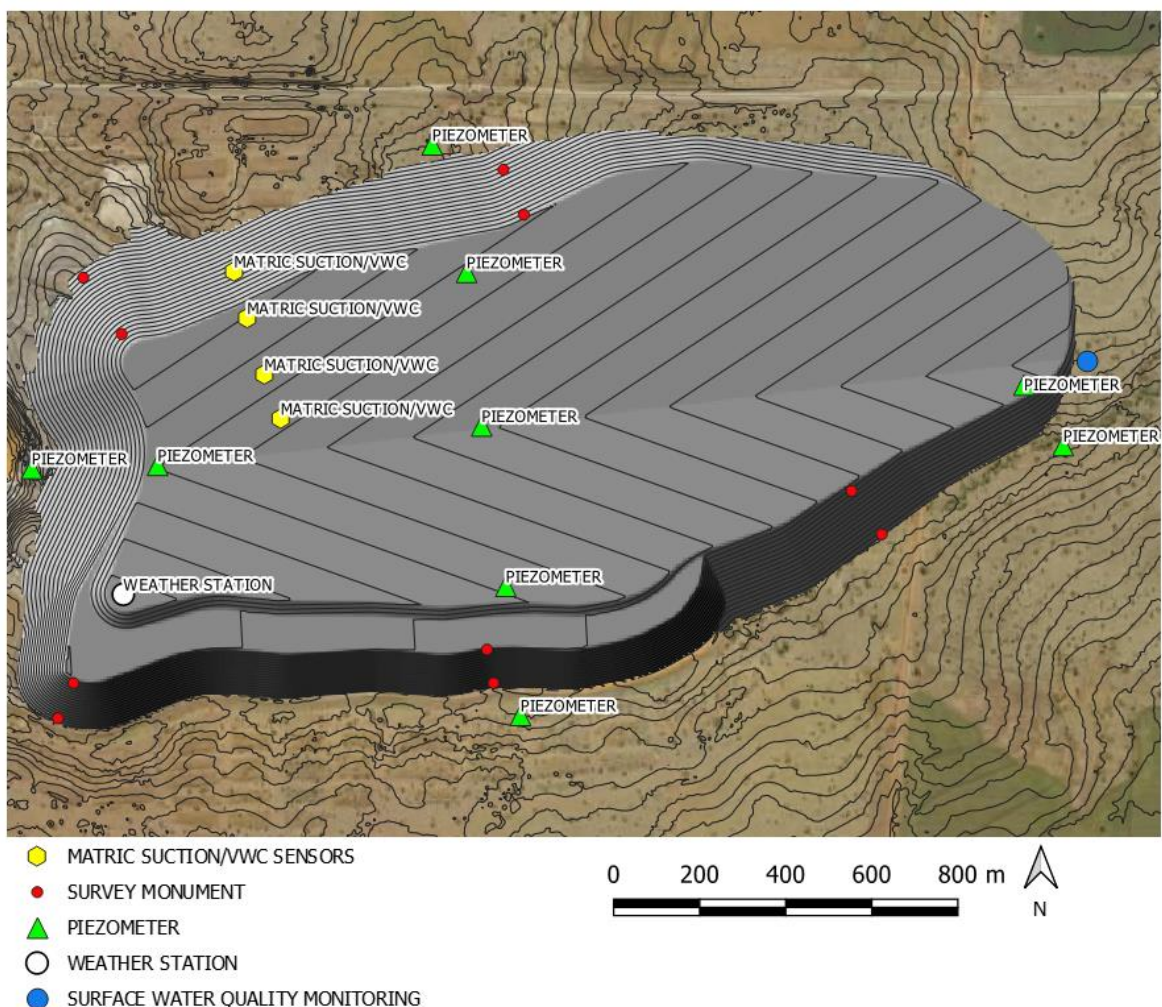 PIEZOMETER
MATRIC SUCTION/VWC
PIEZOMETER
MATRIC SUCTION/VWC
MATRIC SUCTION/VWC
PIEZOMETER
MATRIC SUCTION/VWC
PIEZOMETER
PIEZOMETER
PIEZOMETER
PIEZOMETER
WEATHER STATION
PIEZOMETER
PIEZOMETER
MATRIC SUCTION/VWC SENSORS
SURVEY MONUMENT
PIEZOMETER
WEATHER STATION
SURFACE WATER QUALITY MONITORING
0 200 400 600 800 m
N